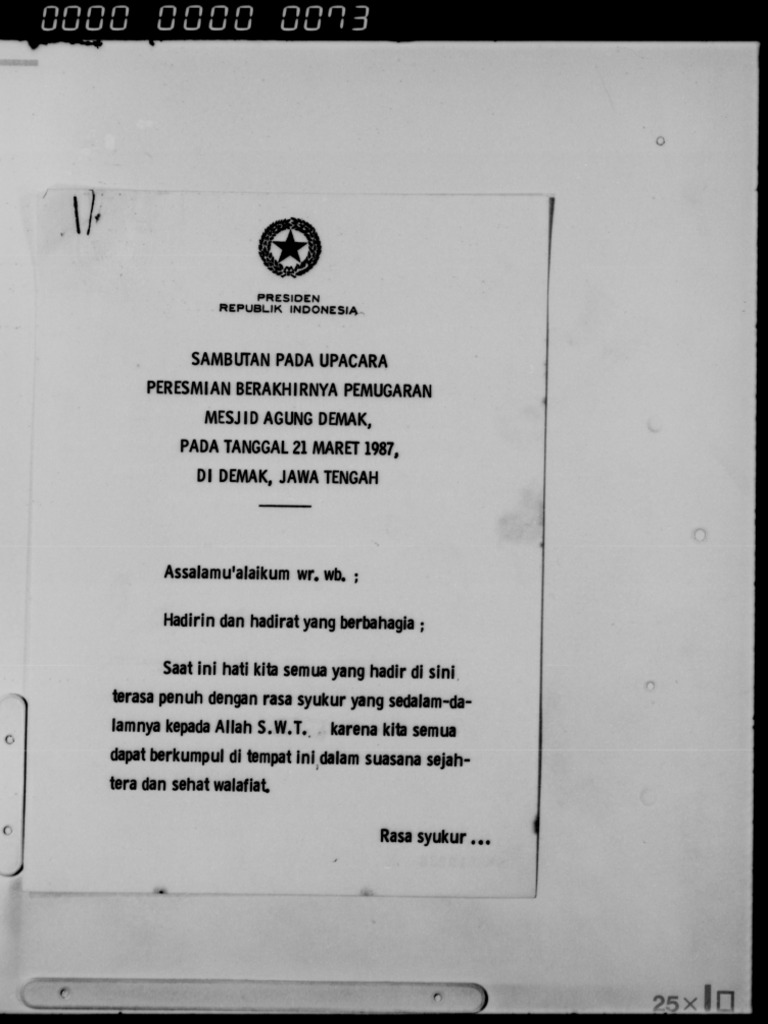 0000 0000 0073
PRESIDEN
REPUBLIK INDONESIA
SAMBUTAN PADA UPACARA
PERESMIAN BERAKHIRNYA PEMUGARAN
MESJID AGUNG DEMAK,
PADA TANGGAL 21 MARET 1987,
DI DEMAK, JAWA TENGAH
Assalamu'alaikum wr. wb. ;
Hadirin dan hadirat yang berbahagia ;
Saat ini hati kita semua yang hadir di sini
terasa penuh dengan rasa syukur yang sedalam-da-
lamnya kepada Allah S.W.T. karena kita semua
dapat berkumpul di tempat ini dalam suasana sejah-
tera dan sehat walafiat.
Rasa syukur ...
25×